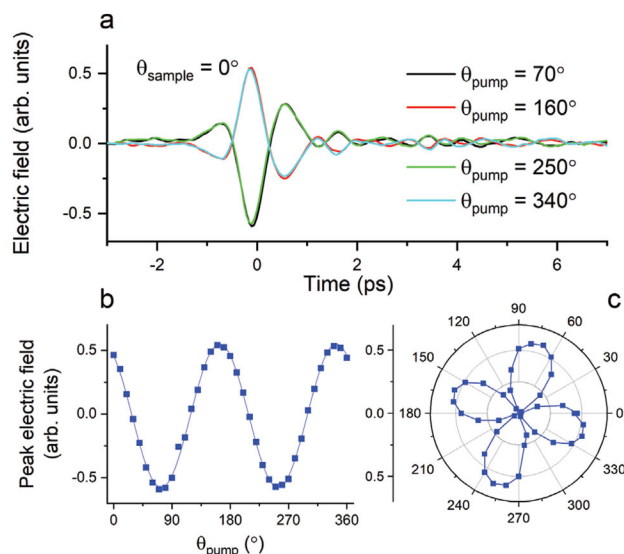 a
θsample = 0°
θpump = 70°
θpump = 160°
θpump = 250°
θpump = 340°
Electric field (arb. units)
0.5
0.0
-0.5
-2 0 2 4 6
Time (ps)
b
Peak electric field
(arb. units)
0.5
0.0
-0.5
0 90 180 270 360
θpump (°)
c
0.5
0.0
0.5
90
120 60
150 30
180 0
210 330
240 300
270